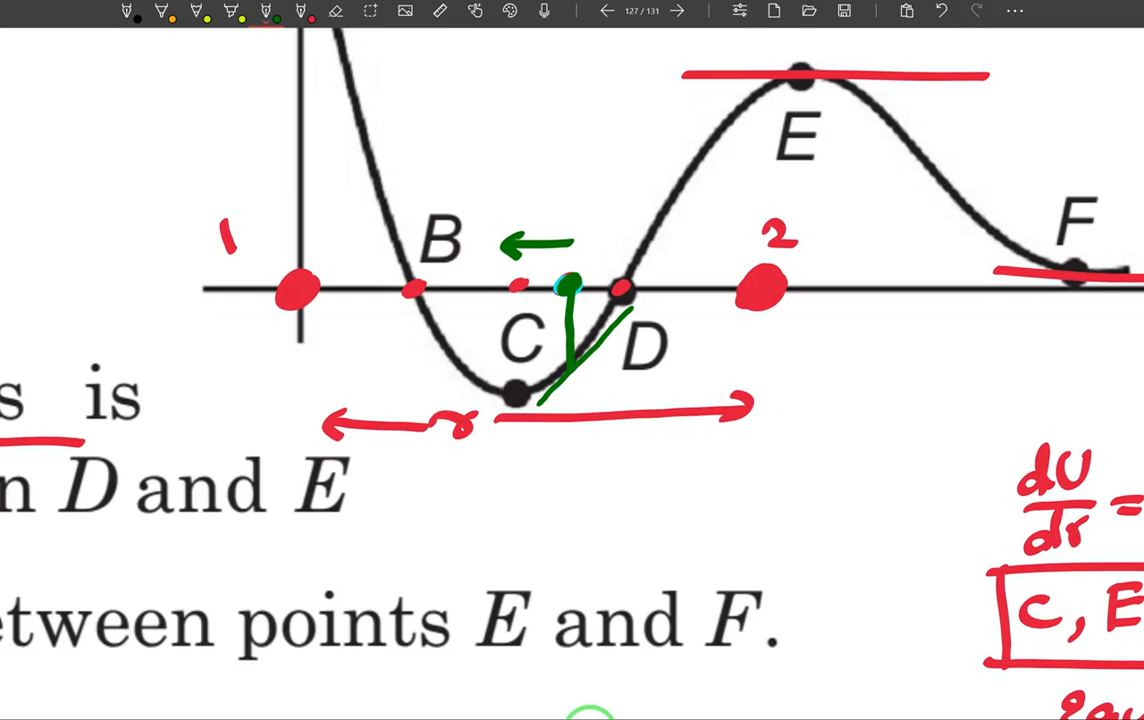 127 / 131
E
F
1
B
2
C
D
s is
r
n D and E
dU
dr =
etween points E and F.
C, E